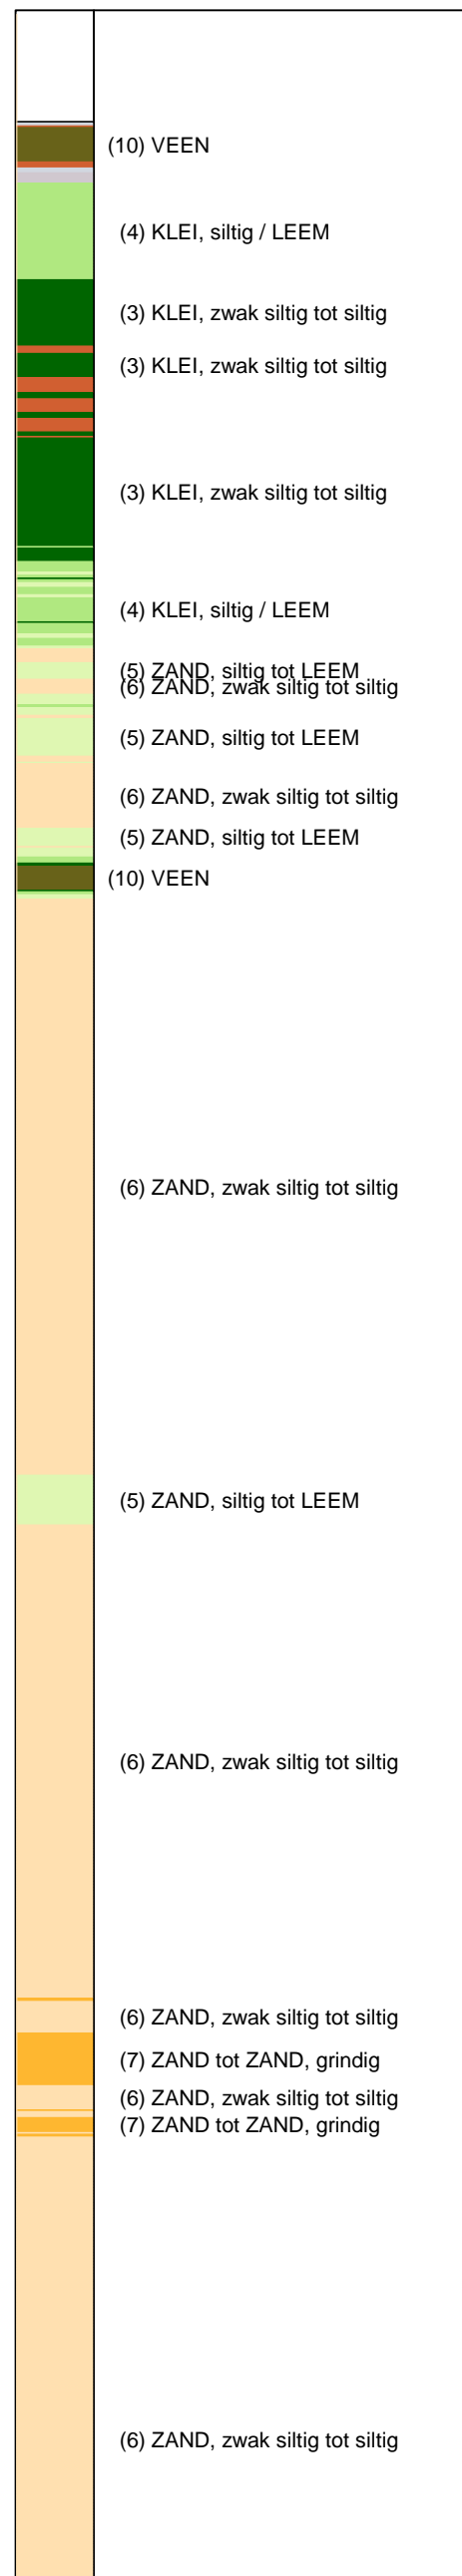 (10) VEEN
(4) KLEI, siltig / LEEM
(3) KLEI, zwak siltig tot siltig
(3) KLEI, zwak siltig tot siltig
(3) KLEI, zwak siltig tot siltig
(4) KLEI, siltig / LEEM
(5) ZAND, siltig tot LEEM
(6) ZAND, zwak siltig tot siltig
(5) ZAND, siltig tot LEEM
(6) ZAND, zwak siltig tot siltig
(5) ZAND, siltig tot LEEM
(10) VEEN
(6) ZAND, zwak siltig tot siltig
(5) ZAND, siltig tot LEEM
(6) ZAND, zwak siltig tot siltig
(6) ZAND, zwak siltig tot siltig
(7) ZAND tot ZAND, grindig
(6) ZAND, zwak siltig tot siltig
(7) ZAND tot ZAND, grindig
(6) ZAND, zwak siltig tot siltig